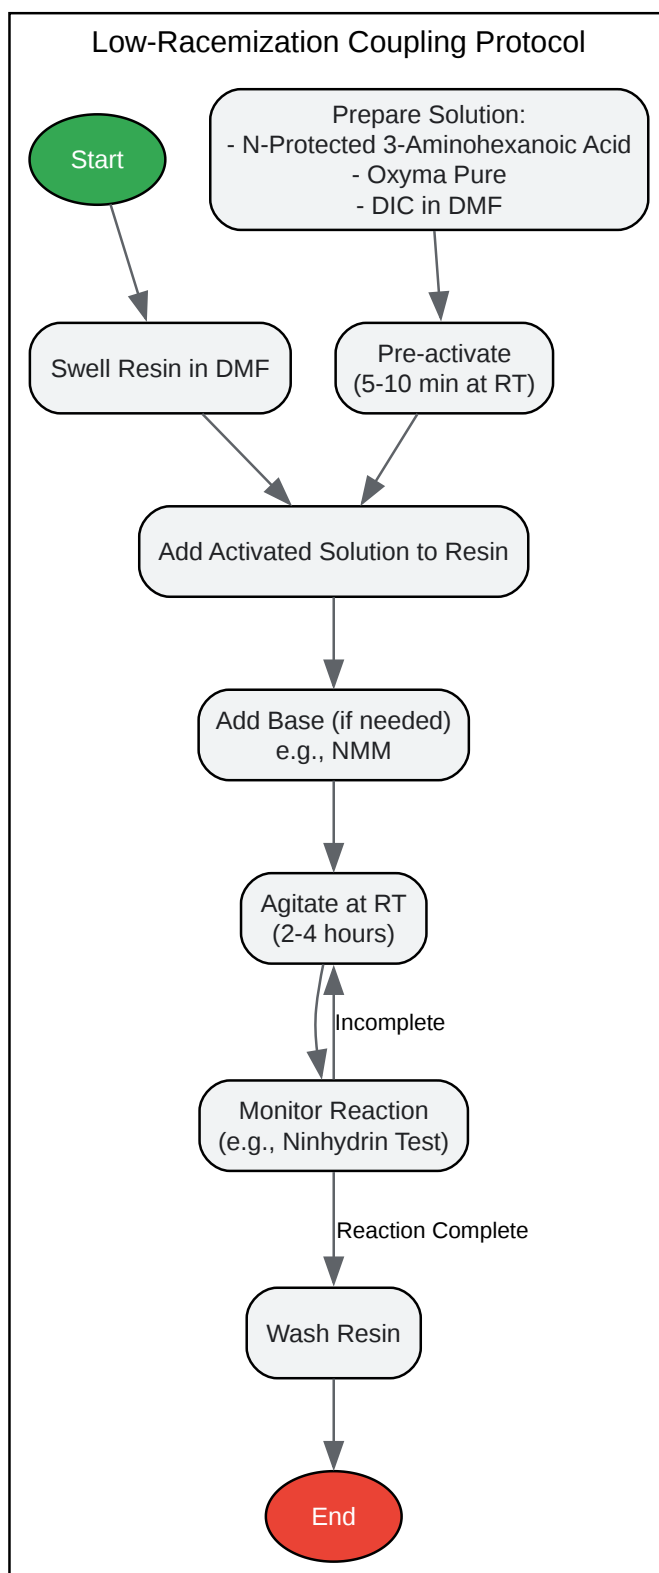 Low-Racemization Coupling Protocol
Start
Prepare Solution:
- N-Protected 3-Aminohexanoic Acid
- Oxyma Pure
- DIC in DMF
Swell Resin in DMF
Pre-activate
(5-10 min at RT)
Add Activated Solution to Resin
Add Base (if needed)
e.g., NMM
Agitate at RT
(2-4 hours)
Incomplete
Monitor Reaction
(e.g., Ninhydrin Test)
Reaction Complete
Wash Resin
End